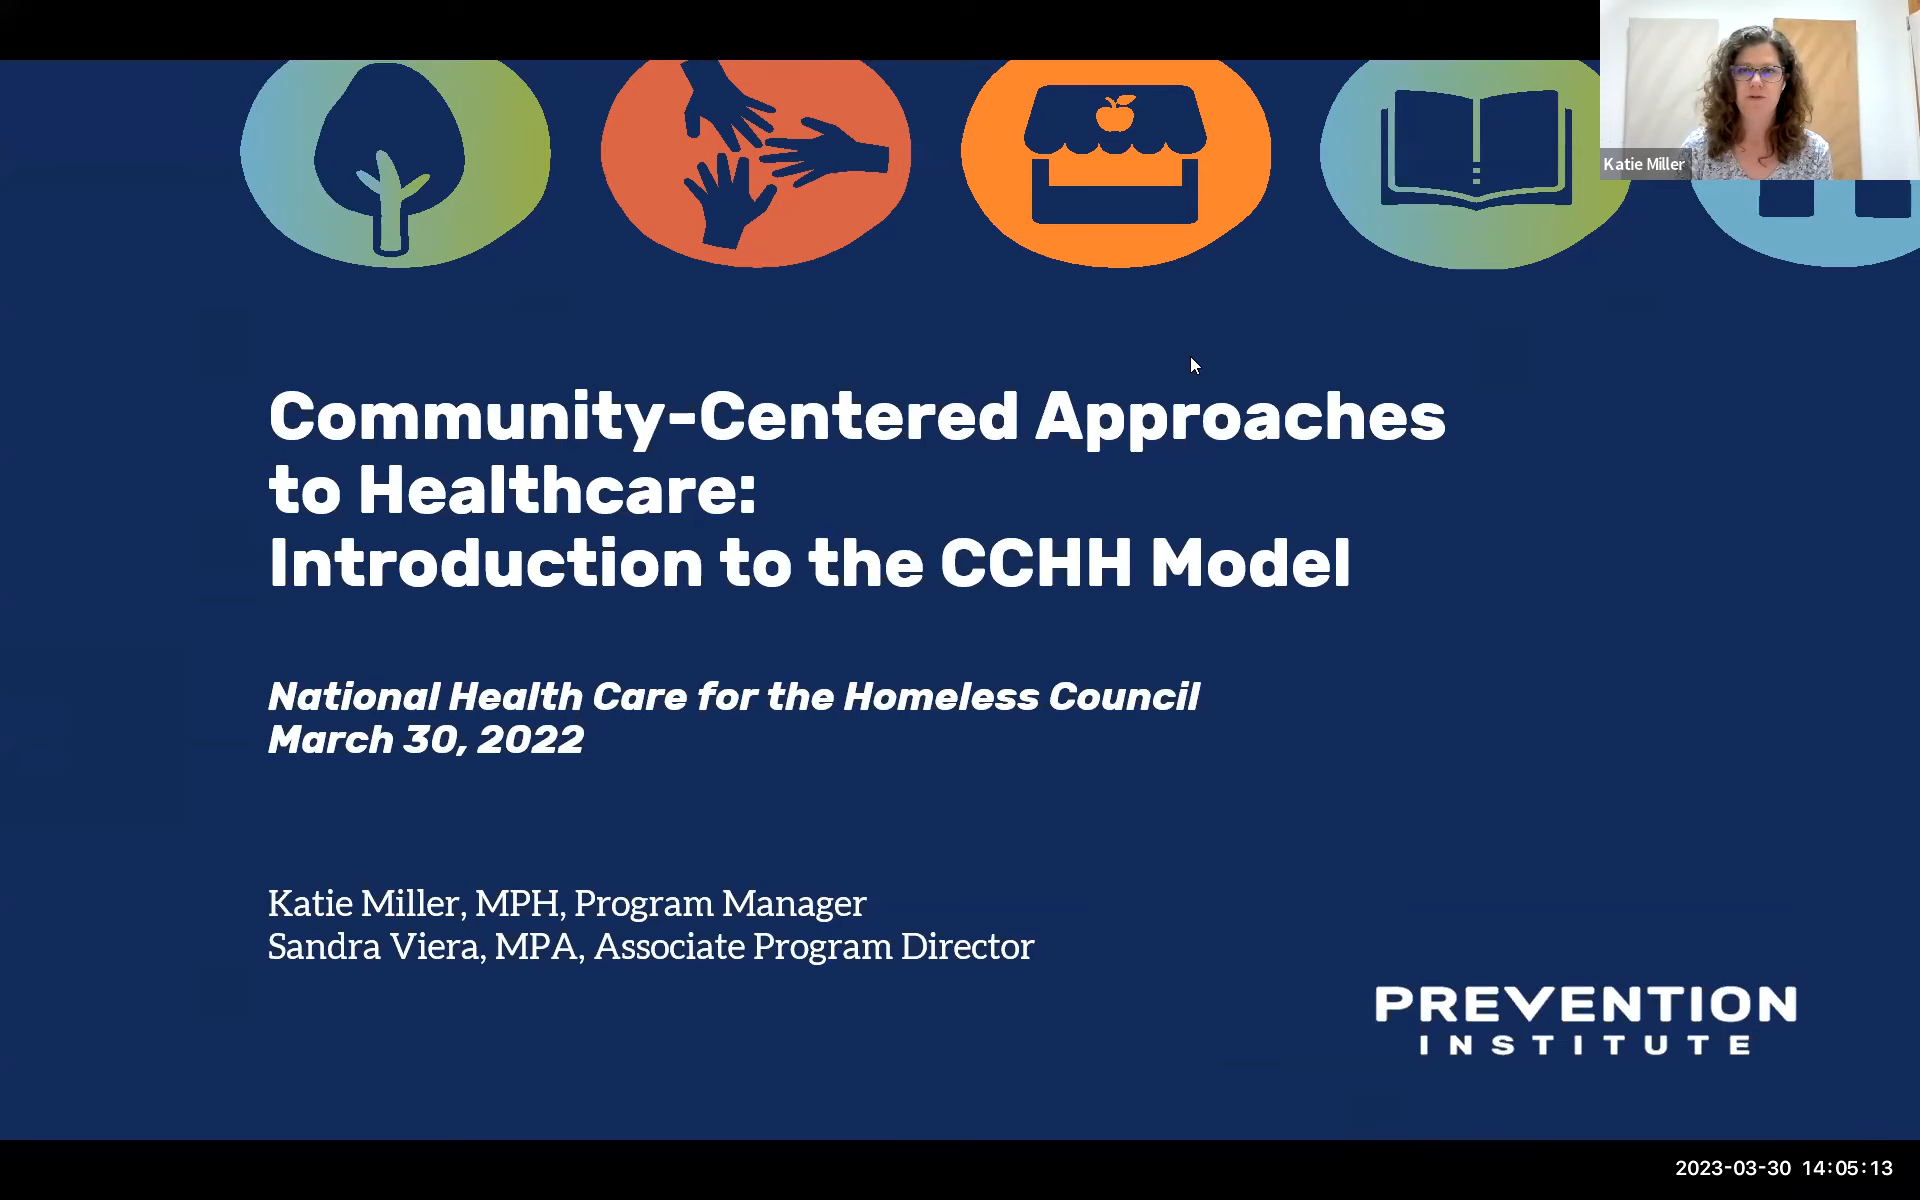 Katie Miller
Community-Centered Approaches
to Healthcare:
Introduction to the CCHH Model
National Health Care for the Homeless Council
March 30, 2022
Katie Miller, MPH, Program Manager
Sandra Viera, MPA, Associate Program Director
PREVENTION
INSTITUTE
2023-03-30 14:05:13